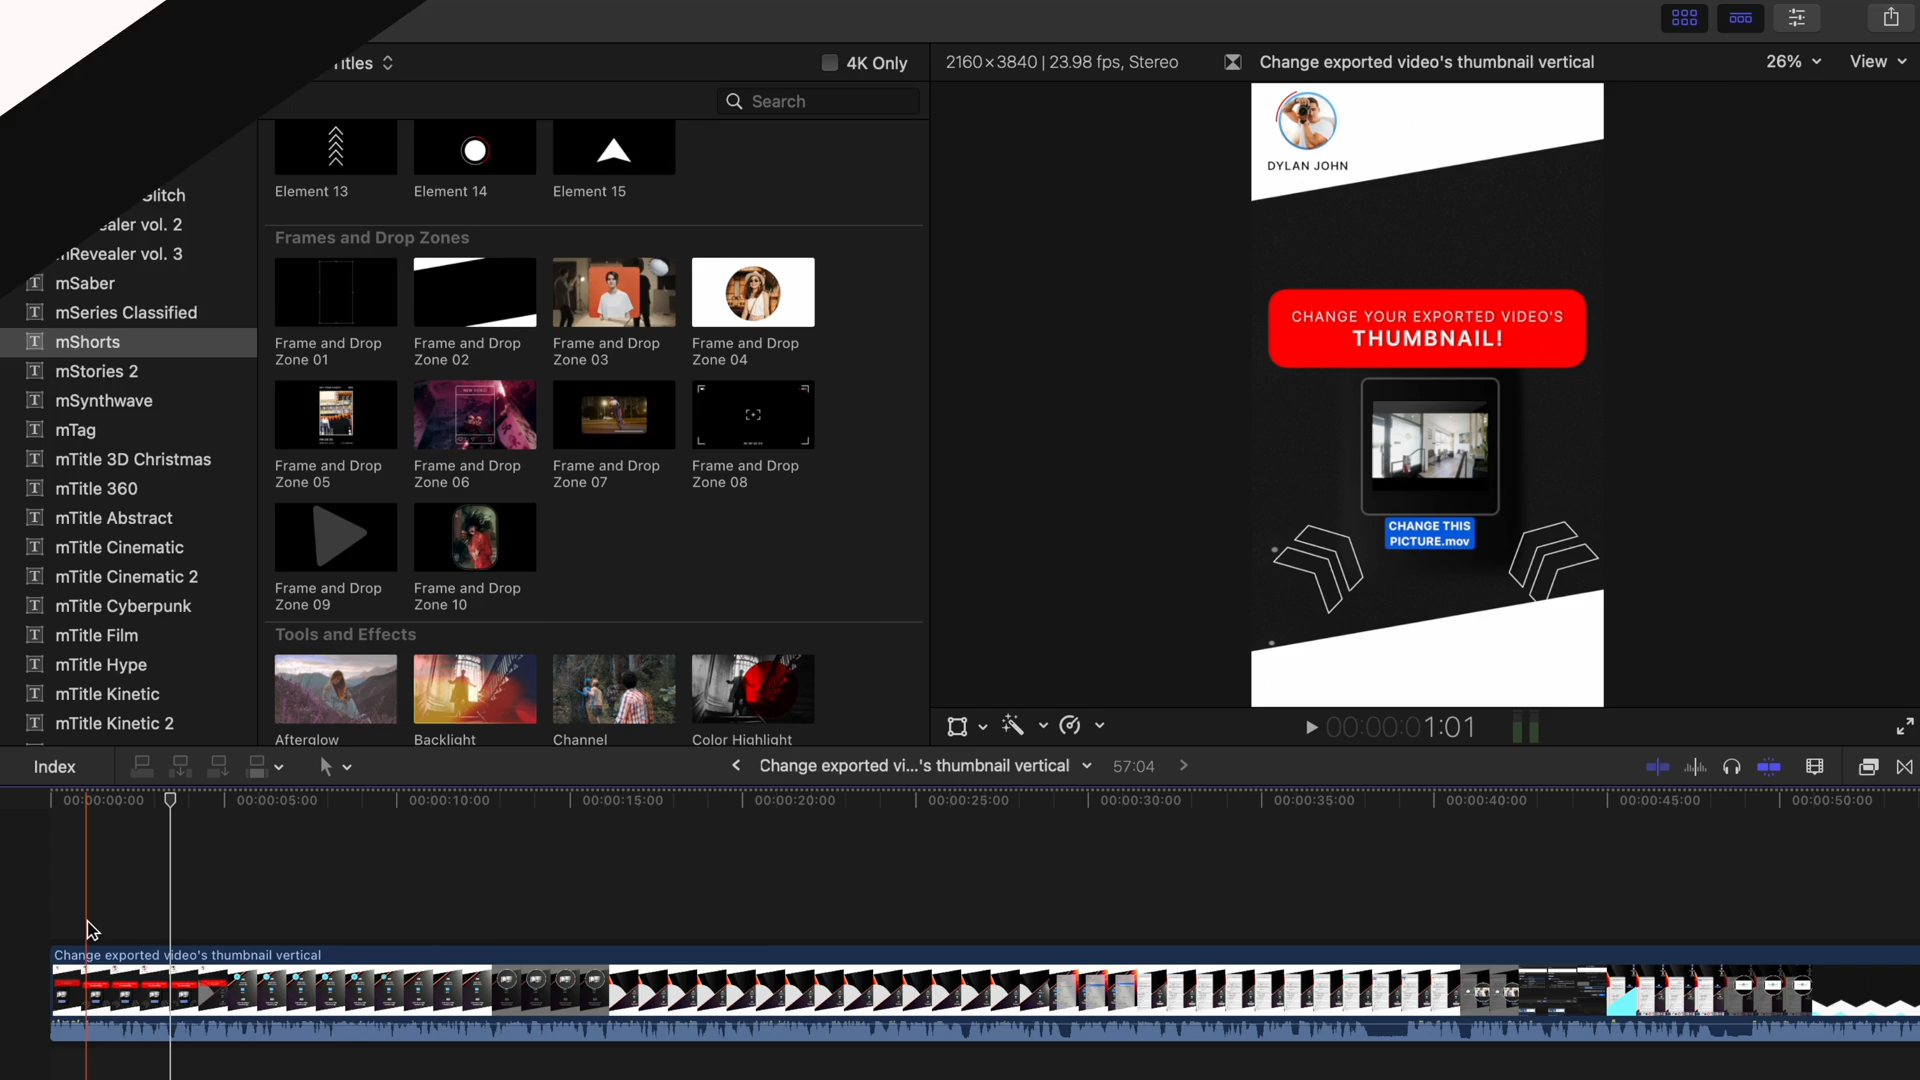 4K Only
2160×3840 | 23.98 fps, Stereo
Change exported video's thumbnail vertical
26%
View
Search
mRevealer vol. 3
mSaber
mSeries Classified
mShorts
mStories 2
mSynthwave
mTag
mTitle 3D Christmas
mTitle 360
mTitle Abstract
mTitle Cinematic
mTitle Cinematic 2
mTitle Cyberpunk
mTitle Film
mTitle Hype
mTitle Kinetic
mTitle Kinetic 2
Element 13
Element 14
Element 15
Frames and Drop Zones
Frame and Drop
Zone 01
Frame and Drop
Zone 02
Frame and Drop
Zone 03
Frame and Drop
Zone 04
Frame and Drop
Zone 05
Frame and Drop
Zone 06
Frame and Drop
Zone 07
Frame and Drop
Zone 08
Frame and Drop
Zone 09
Frame and Drop
Zone 10
Tools and Effects
Afterglow
Backlight
Channel
Color Highlight
DYLAN JOHN
CHANGE YOUR EXPORTED VIDEO'S
THUMBNAIL!
CHANGE THIS
PICTURE.mov
00:00:01:01
Index
Change exported vi...'s thumbnail vertical
57:04
00:00:00:00
00:00:05:00
00:00:10:00
00:00:15:00
00:00:20:00
00:00:25:00
00:00:30:00
00:00:35:00
00:00:40:00
00:00:45:00
00:00:50:00
Change exported video's thumbnail vertical